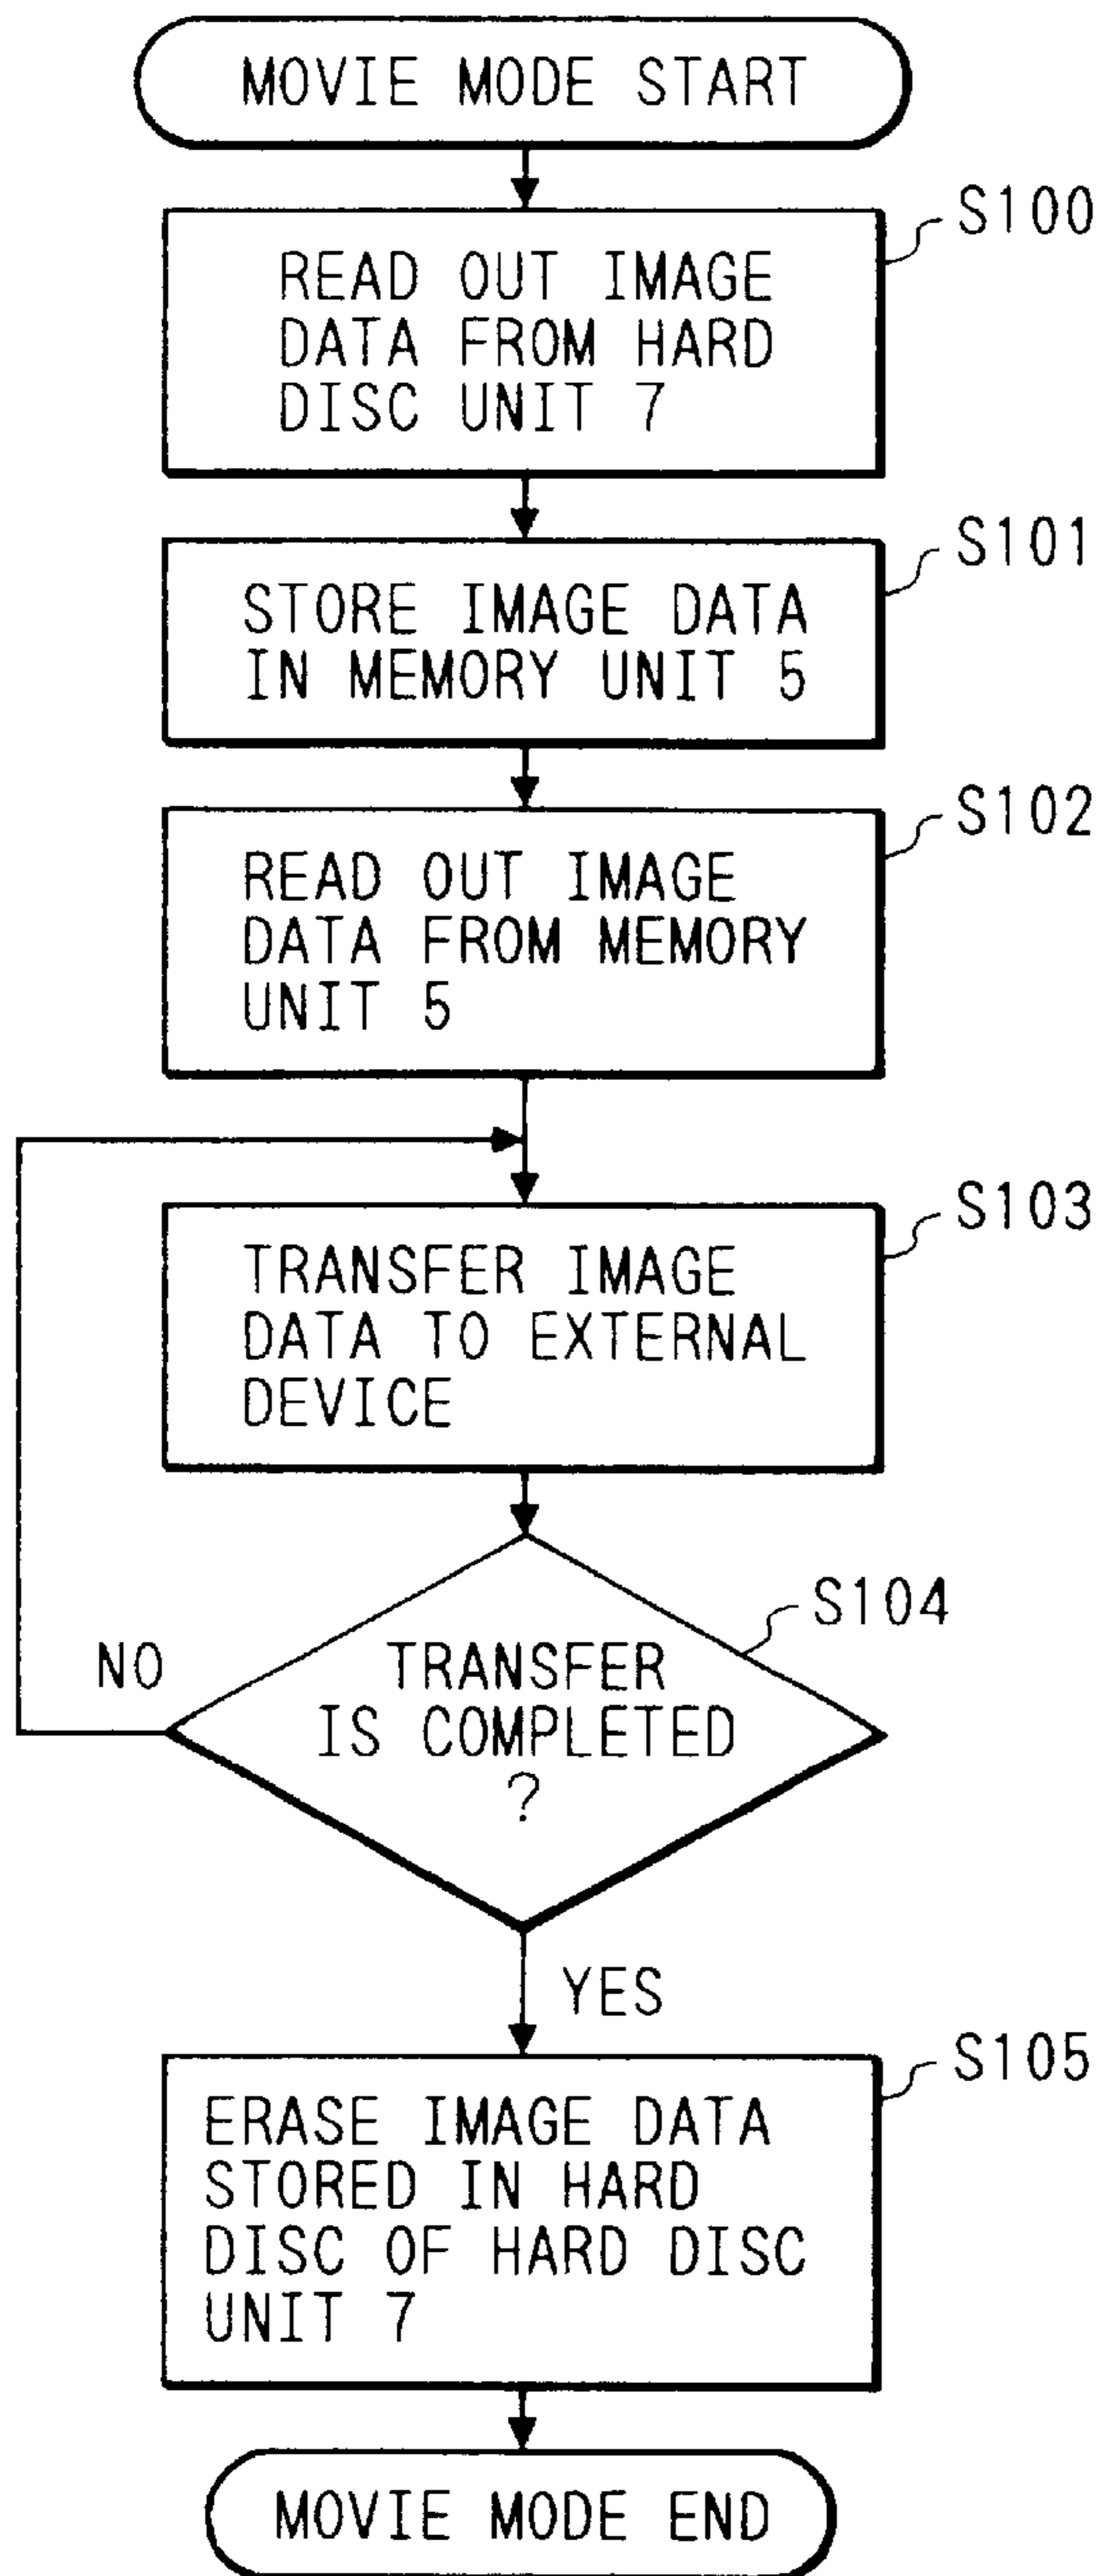 MOVIE MODE START
S100
READ OUT IMAGE
DATA FROM HARD
DISC UNIT 7
S101
STORE IMAGE DATA
IN MEMORY UNIT 5
S102
READ OUT IMAGE
DATA FROM MEMORY
UNIT 5
S103
TRANSFER IMAGE
DATA TO EXTERNAL
DEVICE
S104
NO
TRANSFER
IS COMPLETED
?
YES
S105
ERASE IMAGE DATA
STORED IN HARD
DISC OF HARD DISC
UNIT 7
MOVIE MODE END